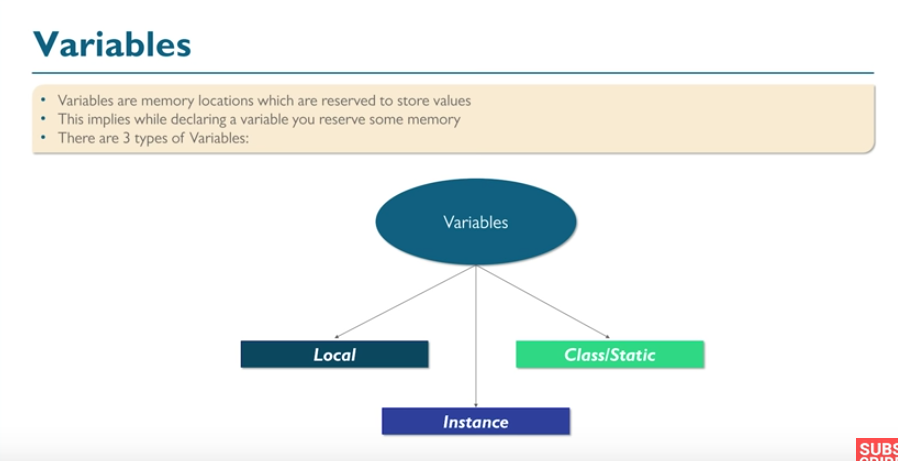 Variables
• Variables are memory locations which are reserved to store values
• This implies while declaring a variable you reserve some memory
• There are 3 types of Variables:
Variables
Local
Class/Static
Instance
SUBS